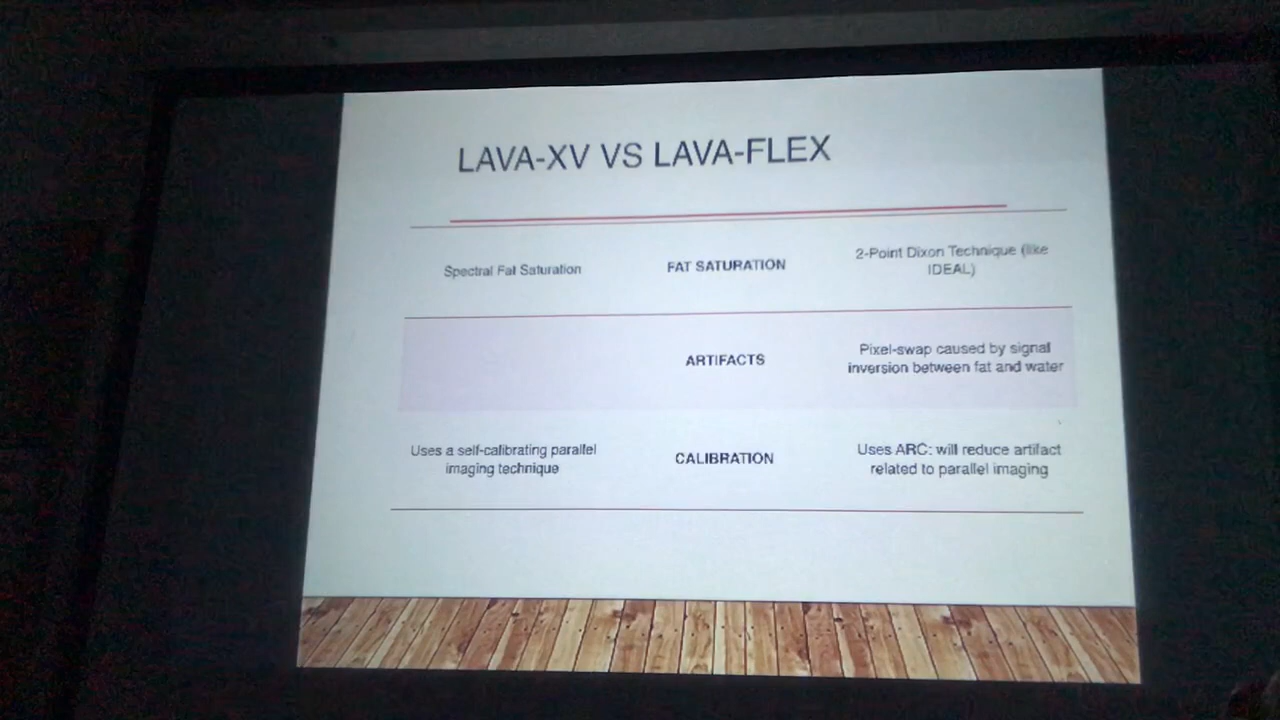 LAVA-XV VS LAVA-FLEX
Spectral Fat Saturation
FAT SATURATION
2-Point Dixon Technique (like
IDEAL)
ARTIFACTS
Pixel-swap caused by signal
inversion between fat and water
Uses a self-calibrating parallel
imaging technique
CALIBRATION
Uses ARC: will reduce artifact
related to parallel imaging